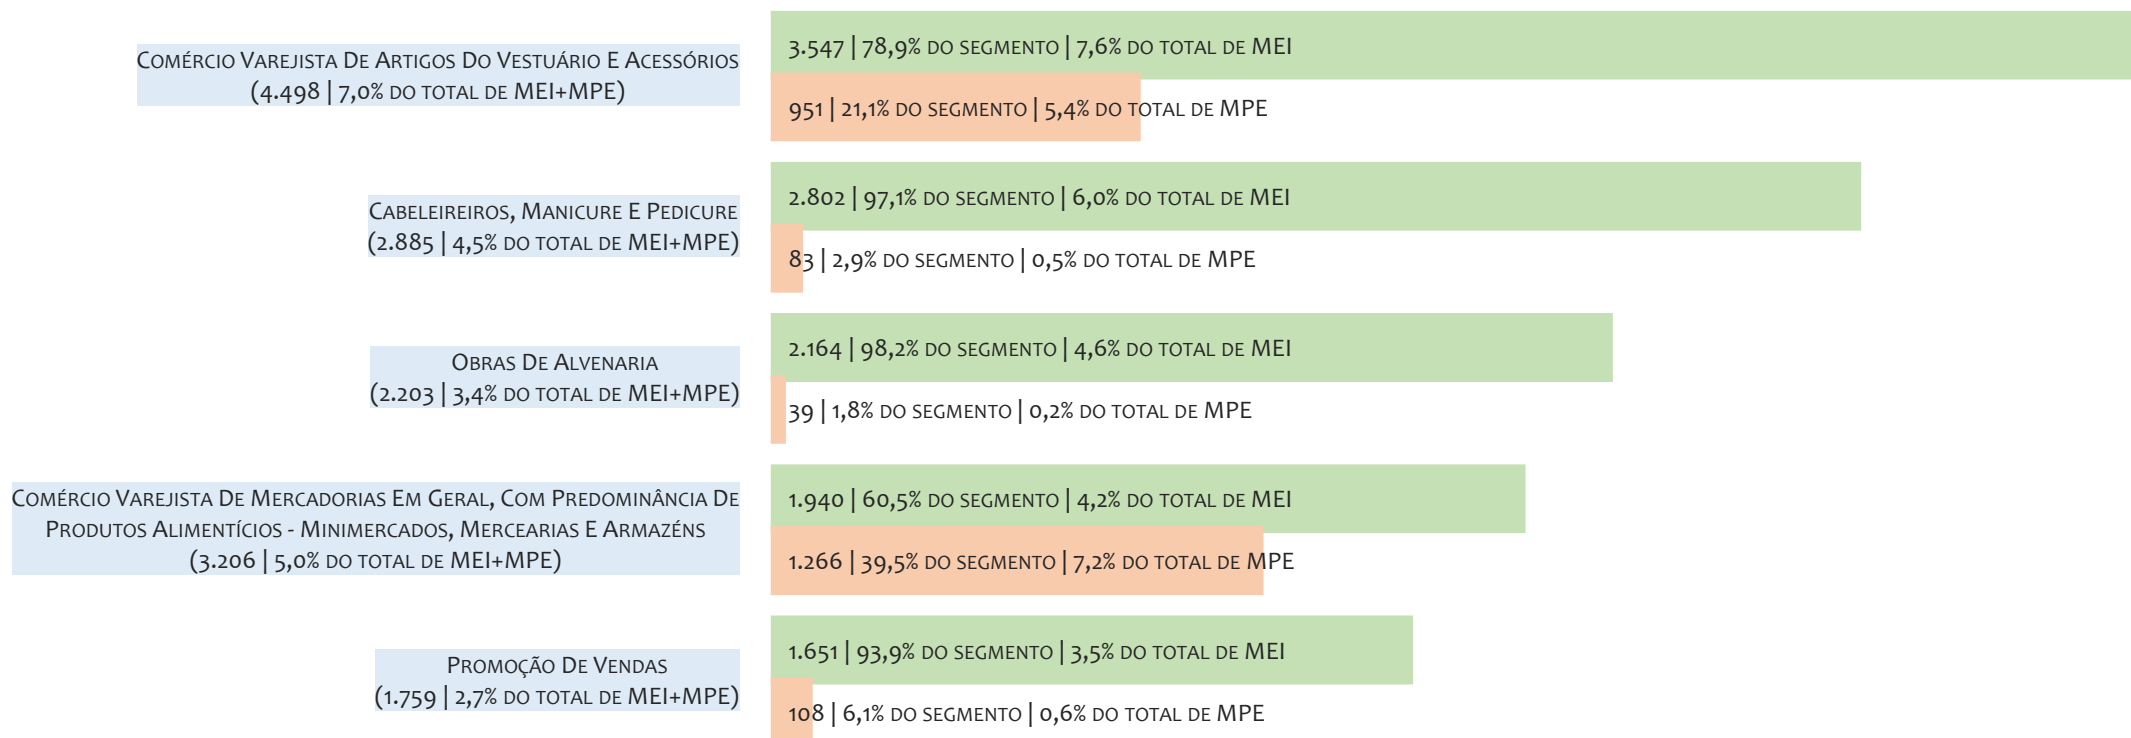 Comércio Varejista De Artigos Do Vestuário E Acessórios
(4.498 | 7,0% do total de MEI+MPE)
3.547 | 78,9% do segmento | 7,6% do total de MEI
951 | 21,1% do segmento | 5,4% do total de MPE
Cabeleireiros, Manicure E Pedicure
(2.885 | 4,5% do total de MEI+MPE)
2.802 | 97,1% do segmento | 6,0% do total de MEI
83 | 2,9% do segmento | 0,5% do total de MPE
Obras De Alvenaria
(2.203 | 3,4% do total de MEI+MPE)
2.164 | 98,2% do segmento | 4,6% do total de MEI
39 | 1,8% do segmento | 0,2% do total de MPE
Comércio Varejista De Mercadorias Em Geral, Com Predominância De
Produtos Alimentícios - Minimercados, Mercearias E Armazéns
(3.206 | 5,0% do total de MEI+MPE)
1.940 | 60,5% do segmento | 4,2% do total de MEI
1.266 | 39,5% do segmento | 7,2% do total de MPE
Promoção De Vendas
(1.759 | 2,7% do total de MEI+MPE)
1.651 | 93,9% do segmento | 3,5% do total de MEI
108 | 6,1% do segmento | 0,6% do total de MPE